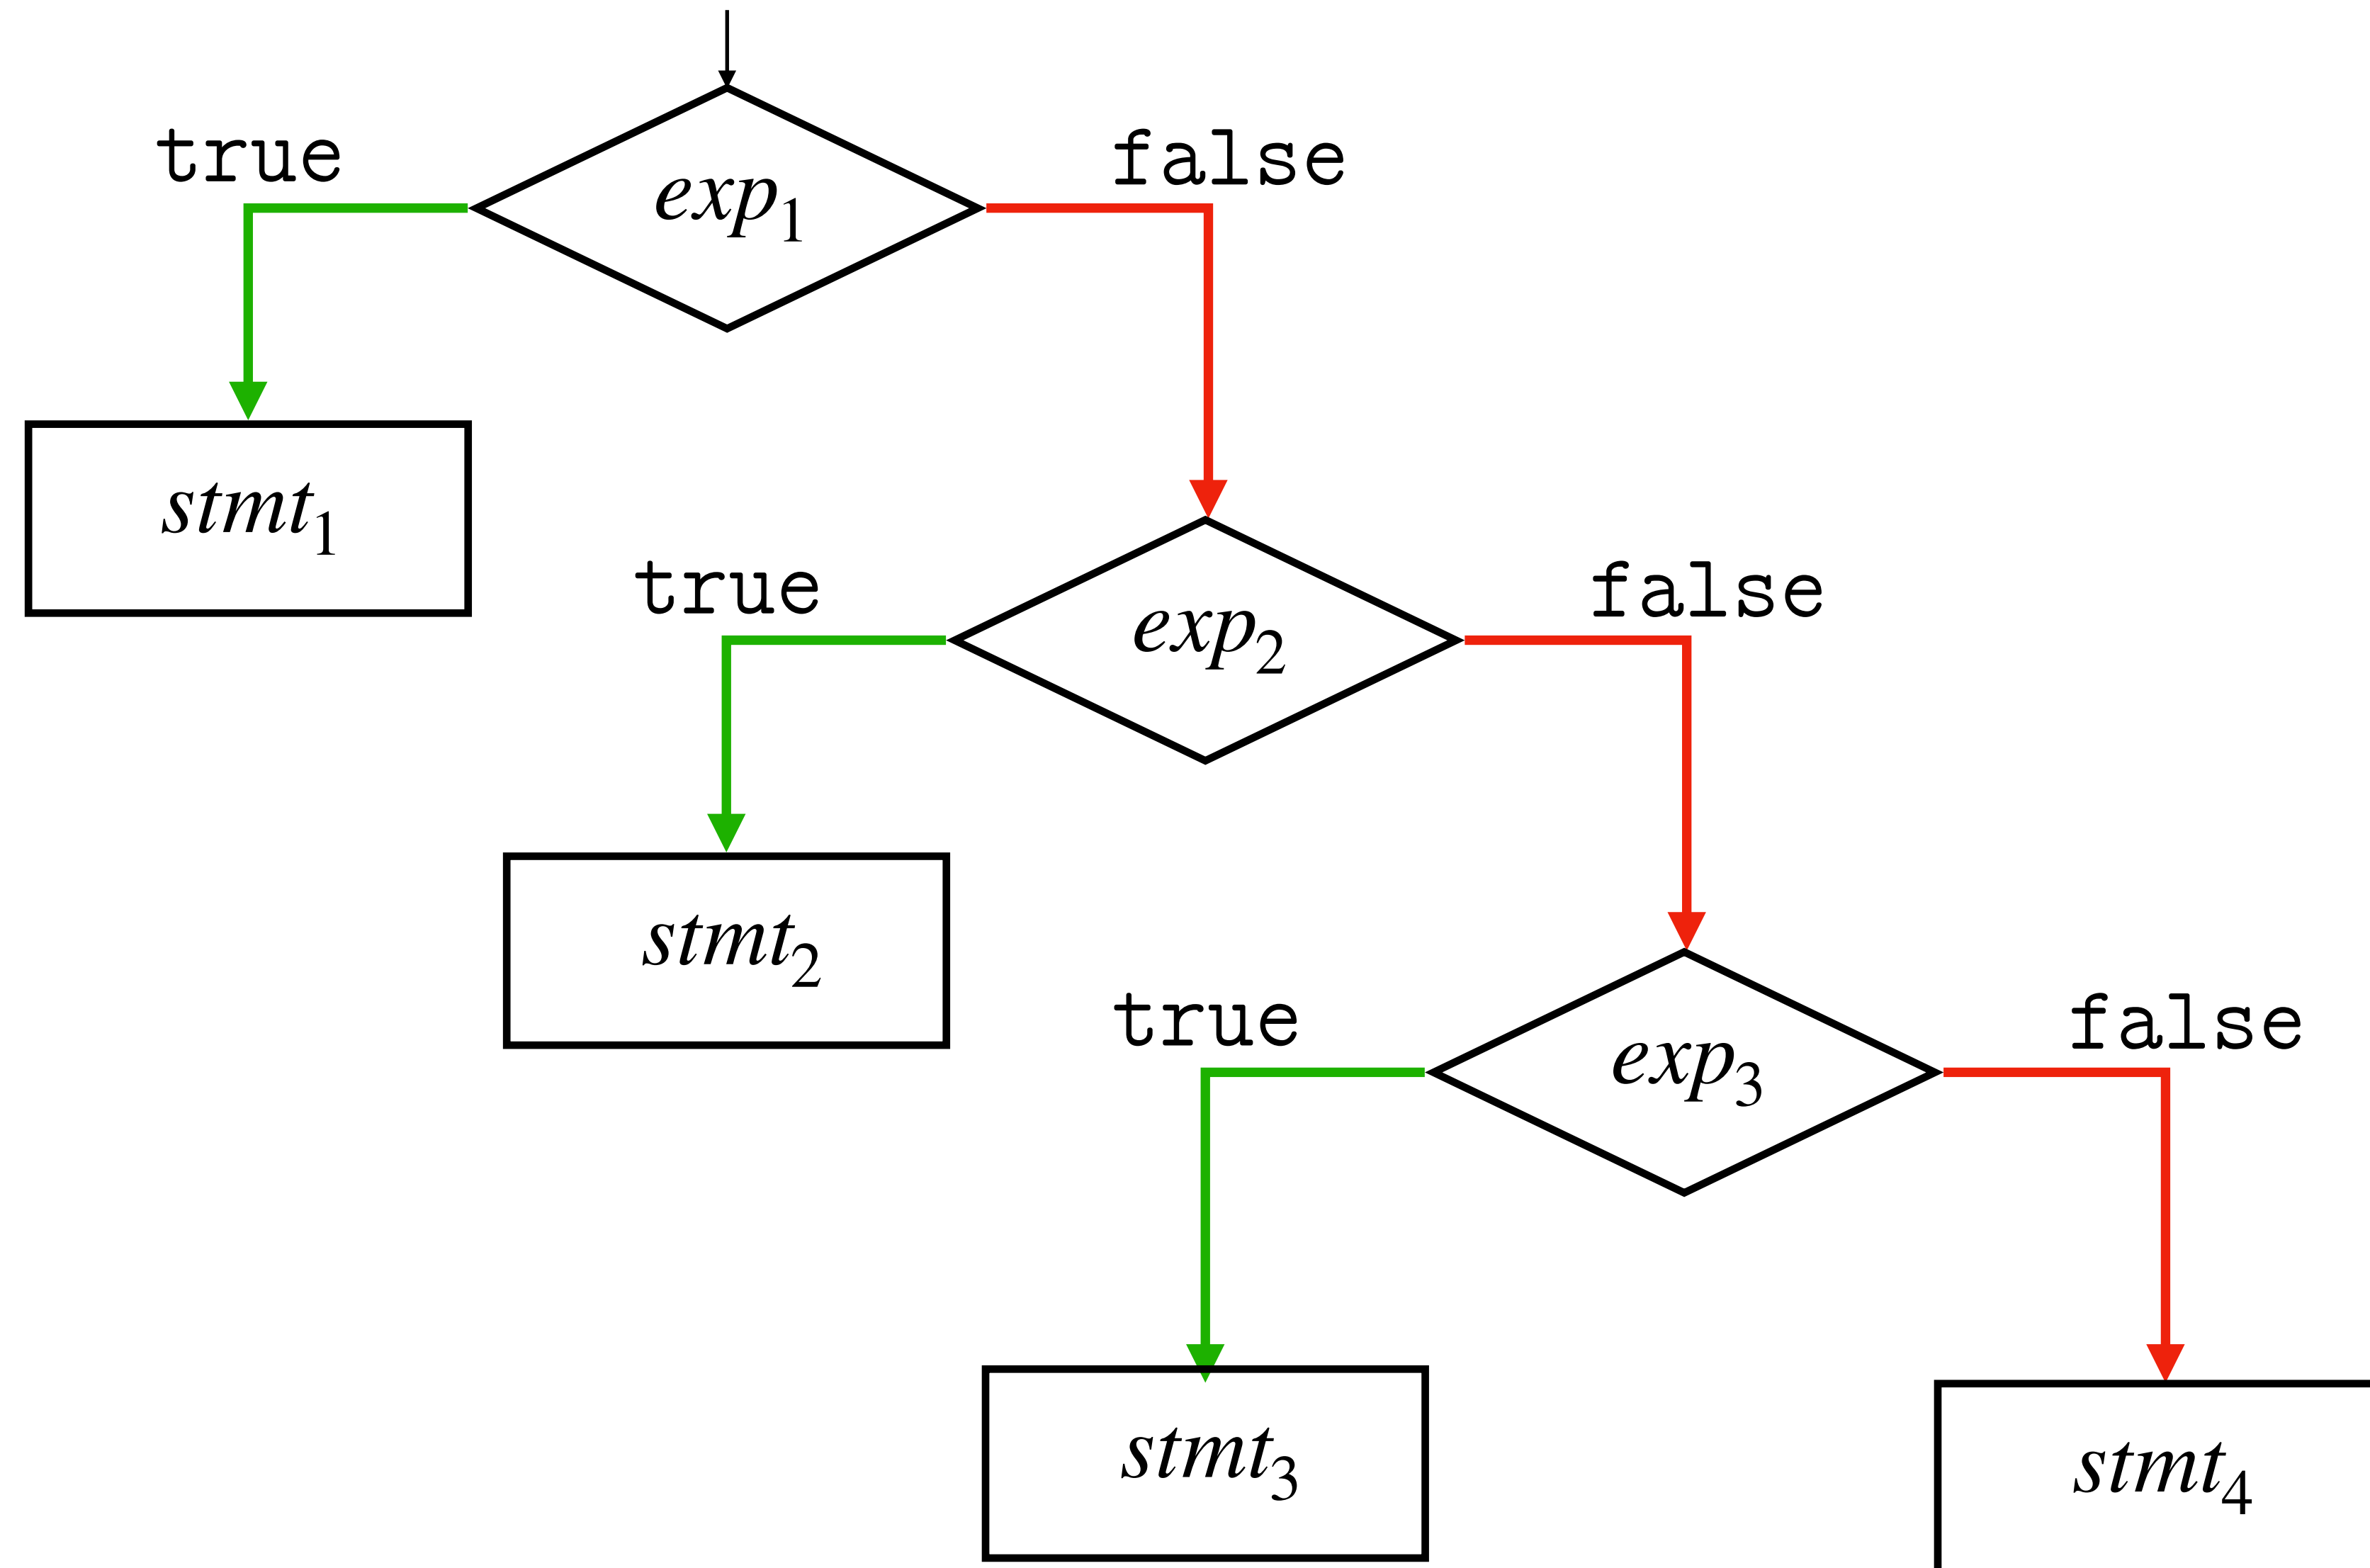 true
false
exp₁
stmt₁
true
false
exp₂
stmt₂
true
false
exp₃
stmt₃
stmt₄